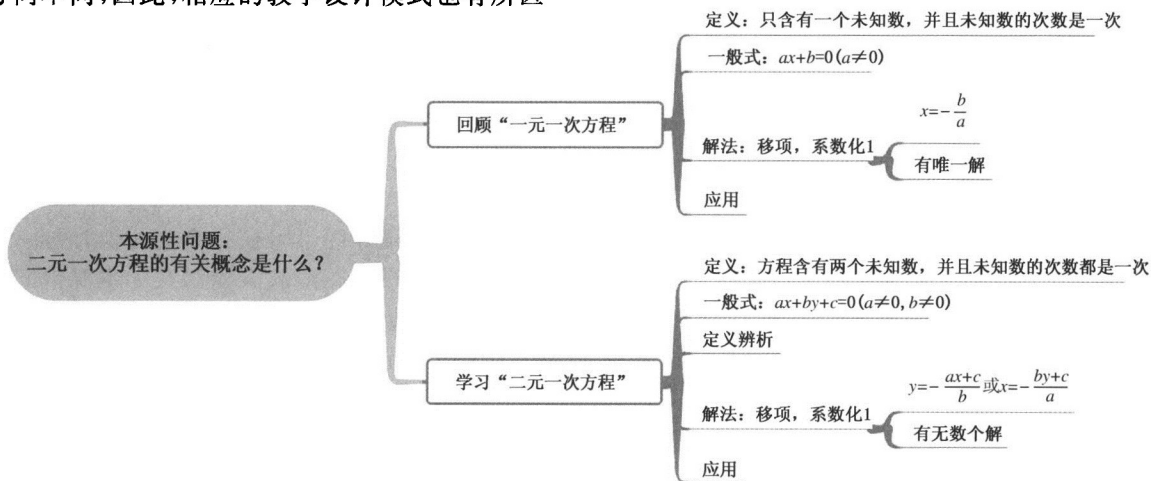 本源性问题：
二元一次方程的有关概念是什么？
回顾“一元一次方程”
定义：只含有一个未知数，并且未知数的次数是一次
一般式：ax+b=0(a≠0)
解法：移项，系数化1
x=-b/a
有唯一解
应用
学习“二元一次方程”
定义：方程含有两个未知数，并且未知数的次数都是一次
一般式：ax+by+c=0(a≠0,b≠0)
定义辨析
解法：移项，系数化1
y=-(ax+c)/b或x=-(by+c)/a
有无数个解
应用